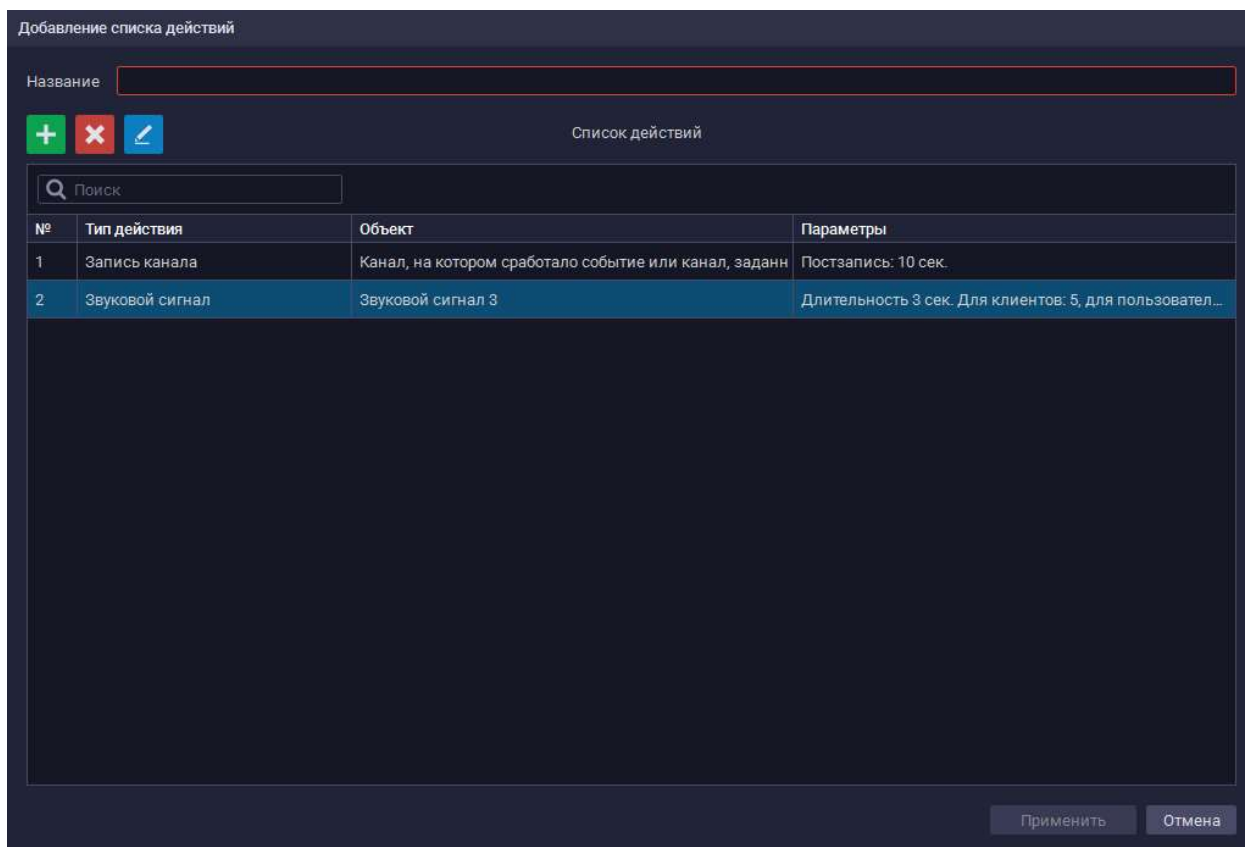 Добавление списка действий
Название
Список действий
Поиск
№ Тип действия Объект Параметры
1 Запись канала Канал, на котором сработало событие или канал, заданн Постзапись: 10 сек.
2 Звуковой сигнал Звуковой сигнал 3 Длительность 3 сек. Для клиентов: 5, для пользовател...
Применить Отмена